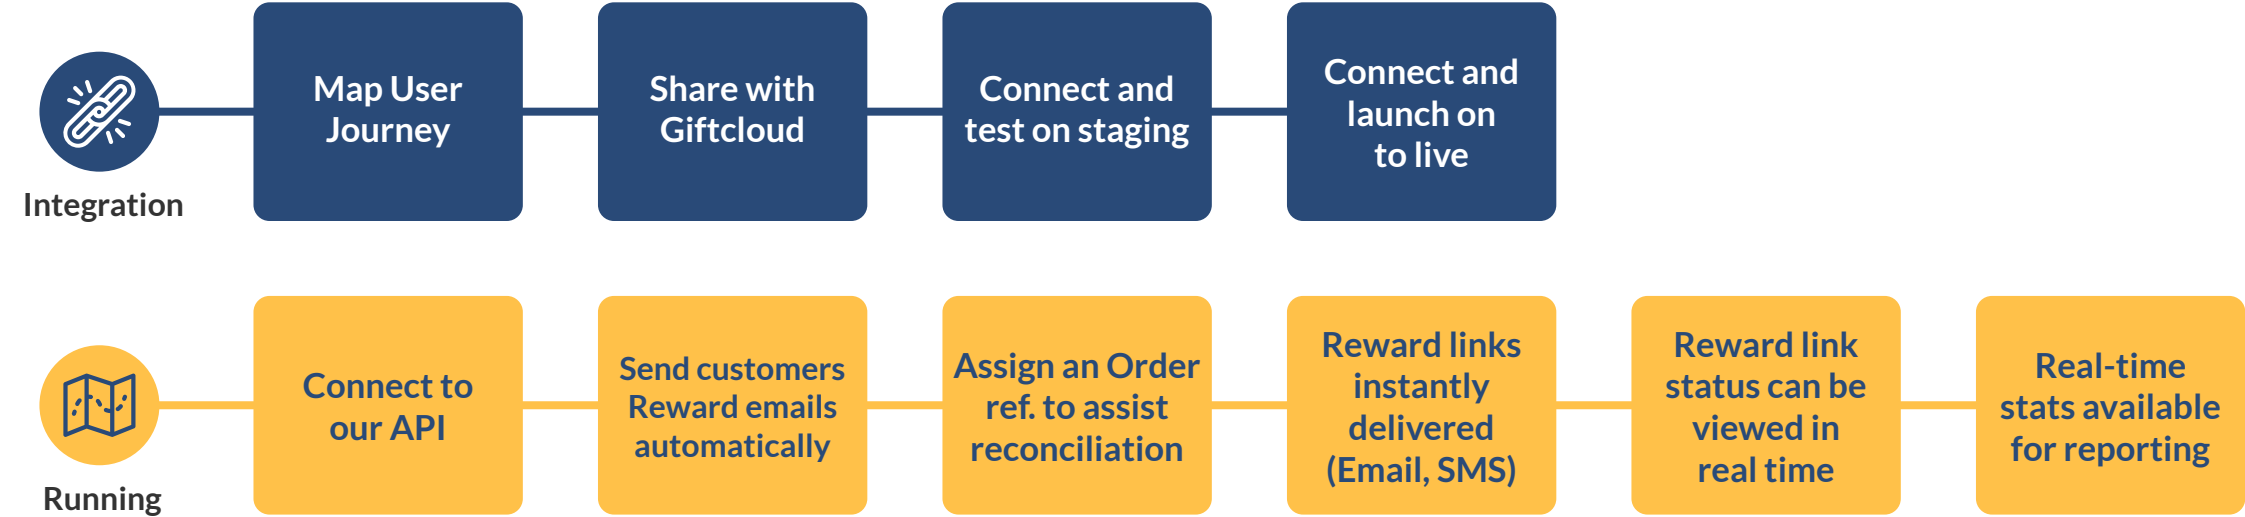 Integration
Map User
Journey
Share with
Giftcloud
Connect and
test on staging
Connect and
launch on
to live
Running
Connect to
our API
Send customers
Reward emails
automatically
Assign an Order
ref. to assist
reconciliation
Reward links
instantly
delivered
(Email, SMS)
Reward link
status can be
viewed in
real time
Real-time
stats available
for reporting